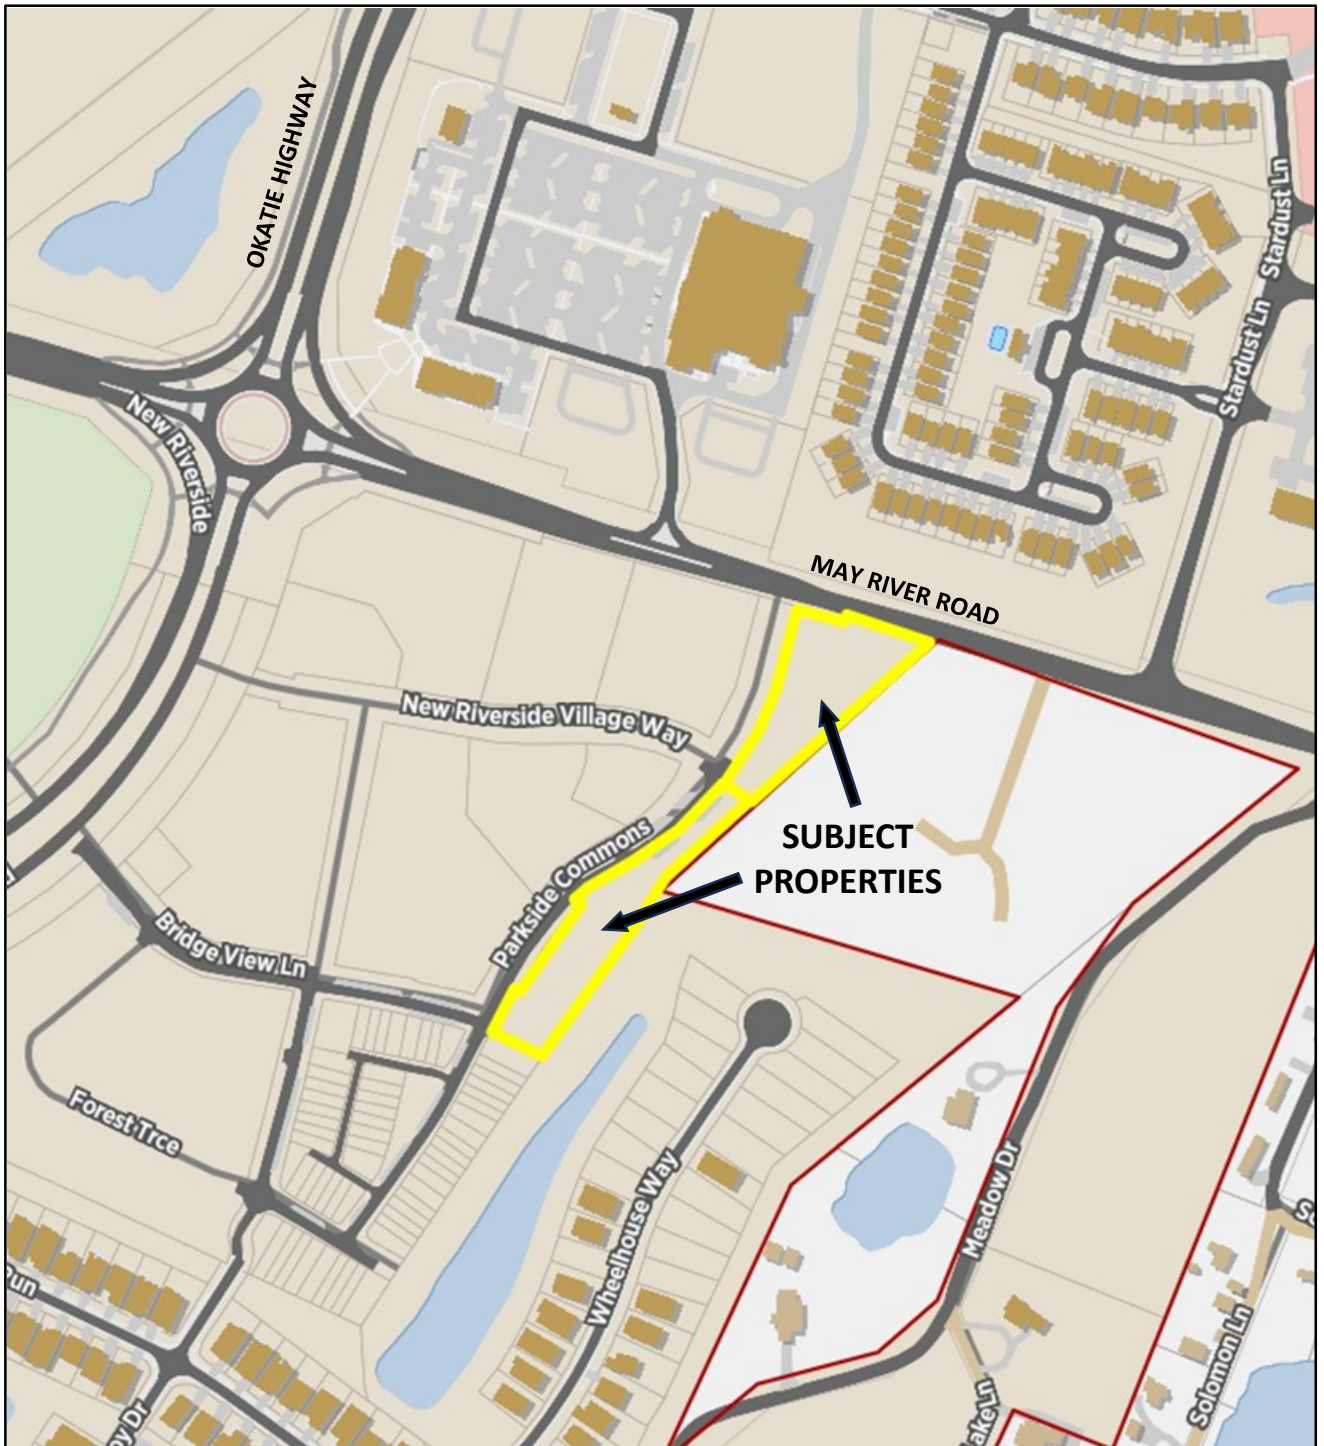 OKATIE HIGHWAY
Stardust Ln
Stardust Ln
New Riverside
MAY RIVER ROAD
New Riverside Village Way
SUBJECT
PROPERTIES
Parkside Commons
Bridge View Ln
Forest Trce
Wheelhouse Way
Meadow Dr
Solomon Ln